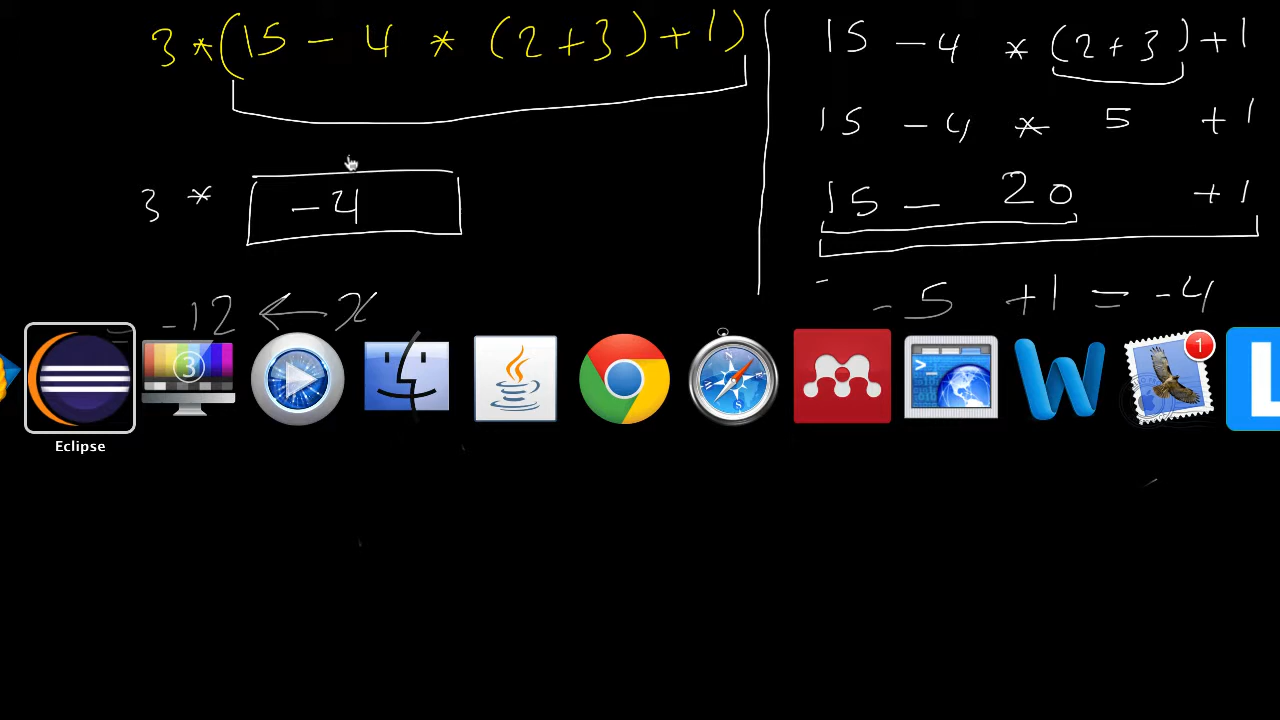 3*(15 - 4 * (2+3)+1)
3 * -4
-12 ← x
15 - 4 * (2+3)+1
15 - 4 * 5 +1
15 - 20 +1
-5 +1 = -4
3
1
W
L
Eclipse